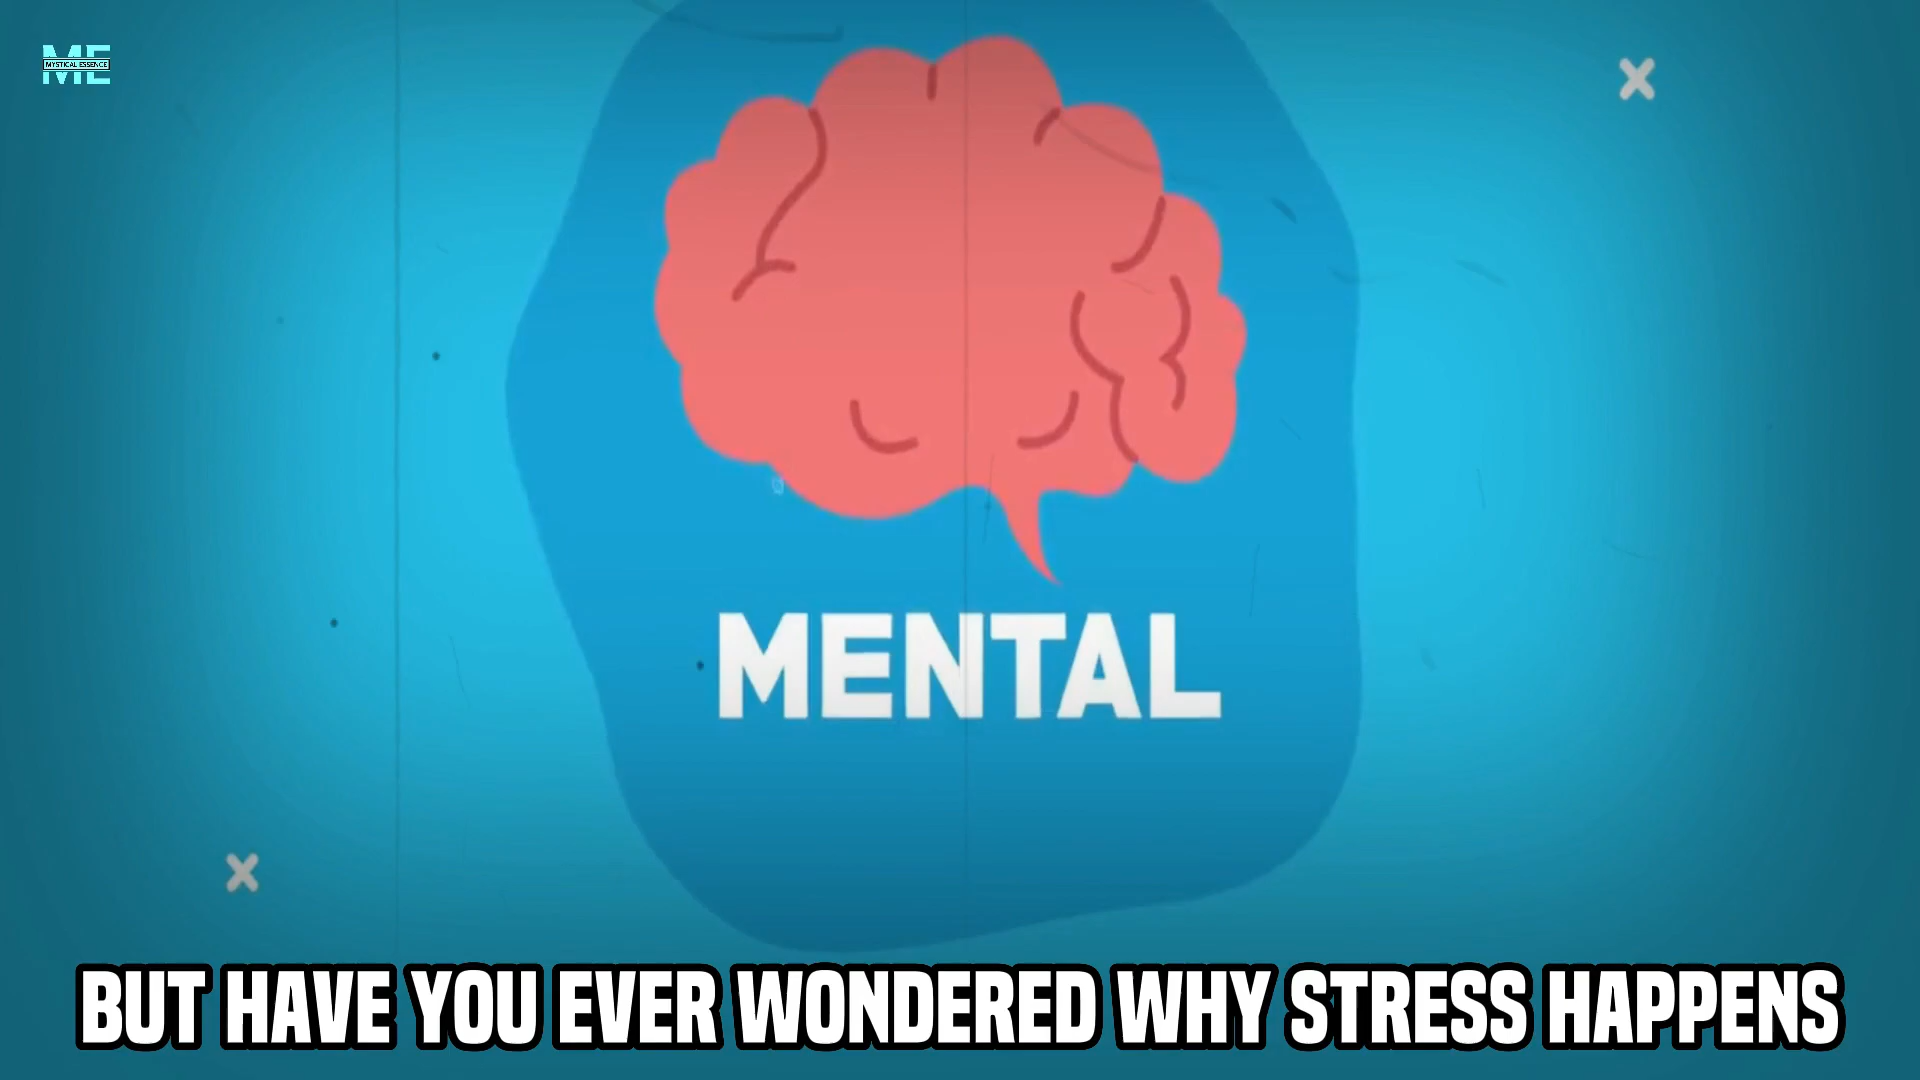 ME
MYSTICAL ESSENCE
MENTAL
BUT HAVE YOU EVER WONDERED WHY STRESS HAPPENS